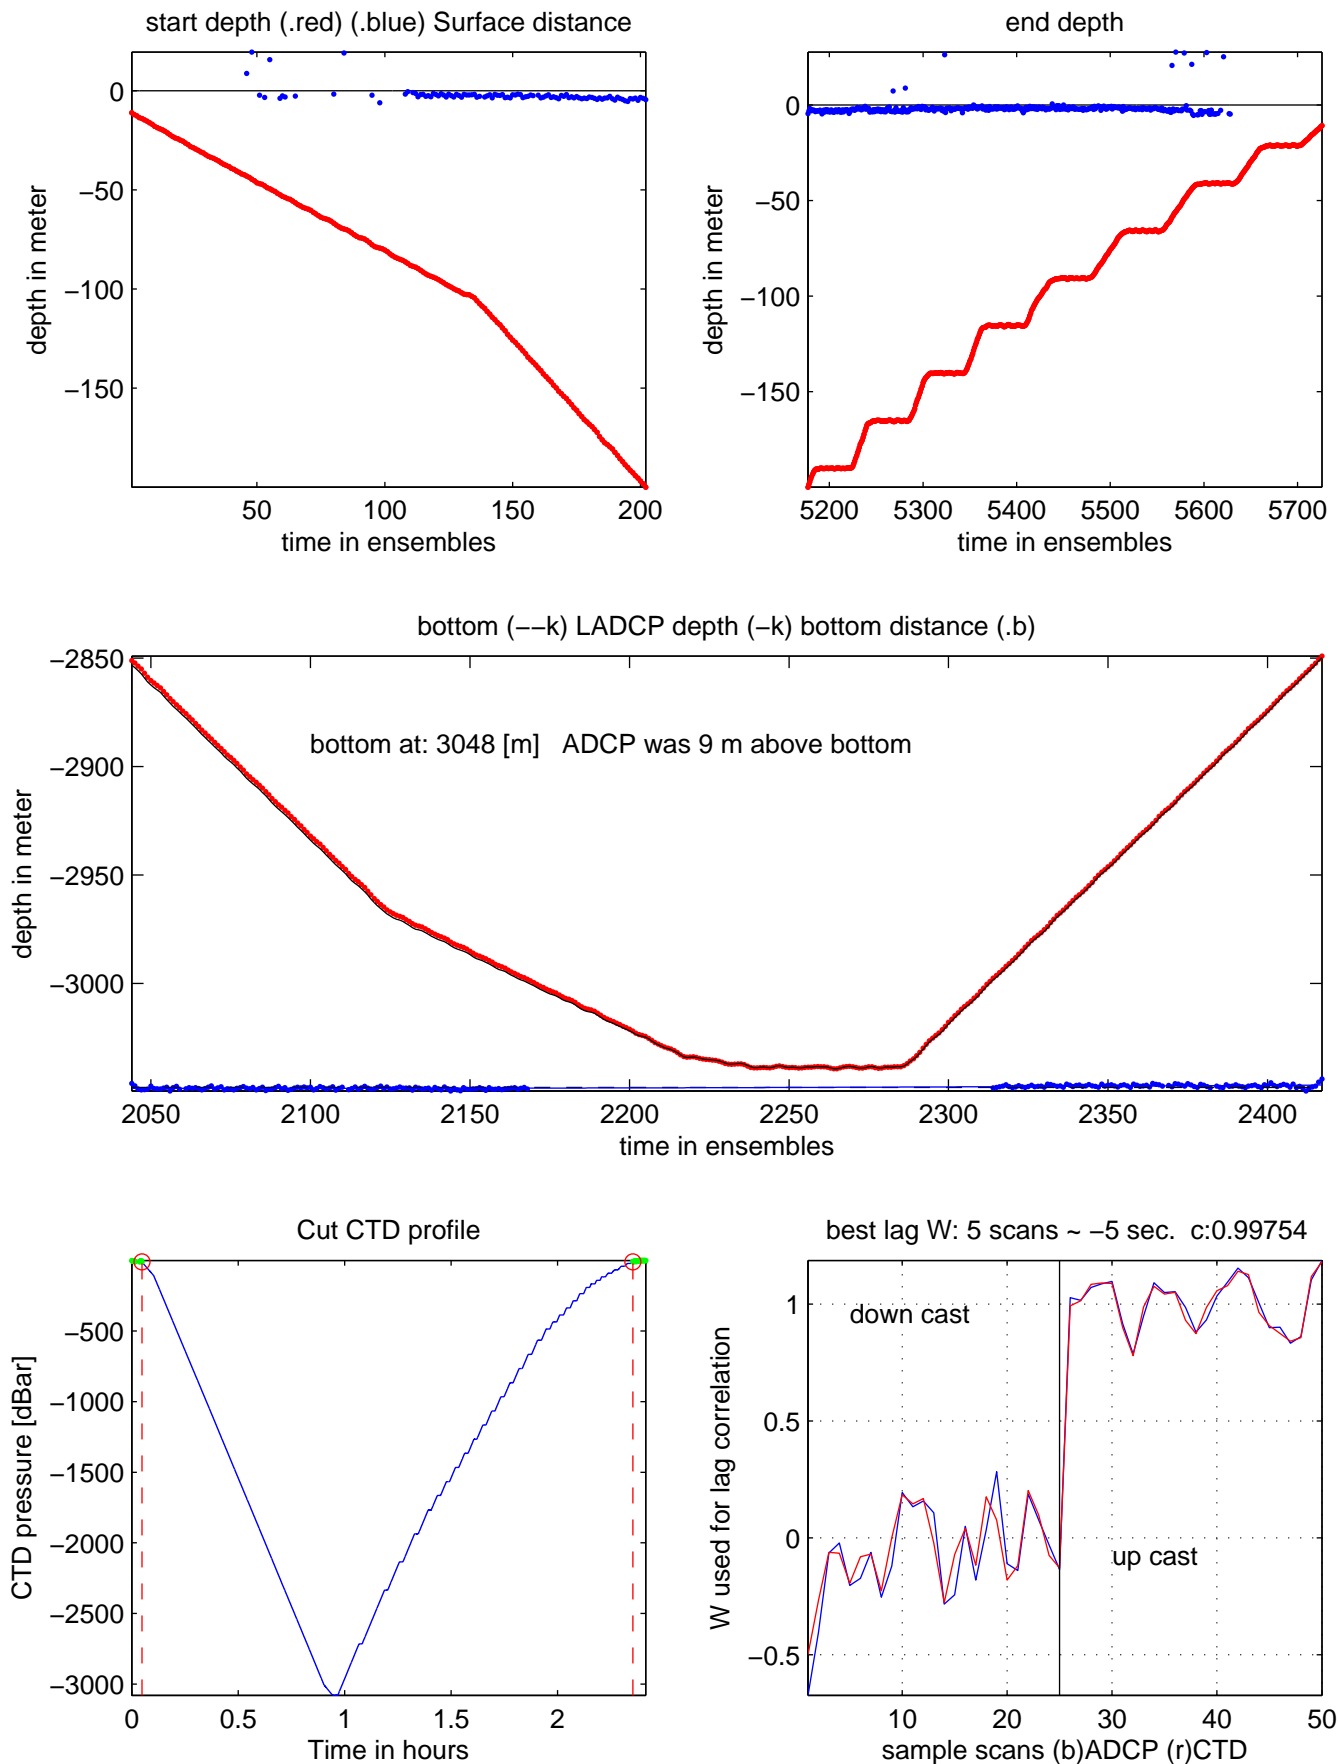 start depth (.red) (.blue) Surface distance
0
−50
−100
−150
depth in meter
50
100
150
200
time in ensembles
end depth
0
−50
−100
−150
depth in meter
5200
5300
5400
5500
5600
5700
time in ensembles
bottom (−−k) LADCP depth (−k) bottom distance (.b)
−2850
−2900
−2950
−3000
depth in meter
bottom at: 3048 [m]   ADCP was 9 m above bottom
2050
2100
2150
2200
2250
2300
2350
2400
time in ensembles
Cut CTD profile
−500
−1000
−1500
−2000
−2500
−3000
CTD pressure [dBar]
0
0.5
1
1.5
2
Time in hours
best lag W: 5 scans ~ −5 sec.  c:0.99754
1
0.5
0
−0.5
W used for lag correlation
down cast
up cast
10
20
30
40
50
sample scans (b)ADCP (r)CTD